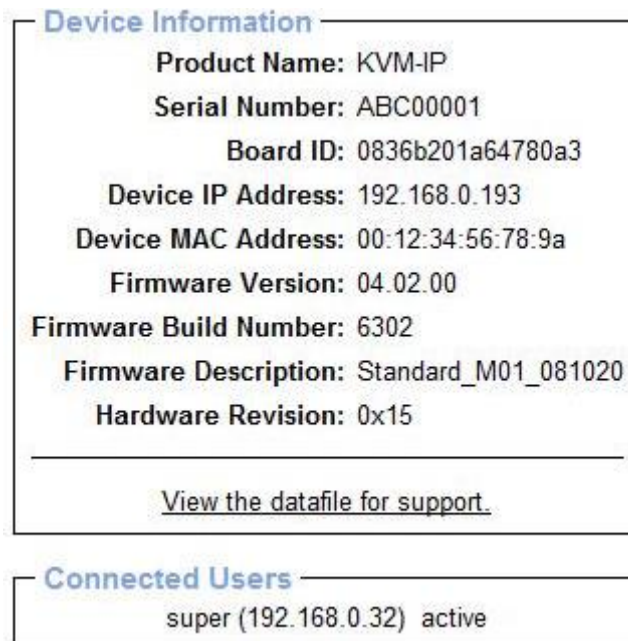 Device Information
Product Name: KVM-IP
Serial Number: ABC00001
Board ID: 0836b201a64780a3
Device IP Address: 192.168.0.193
Device MAC Address: 00:12:34:56:78:9a
Firmware Version: 04.02.00
Firmware Build Number: 6302
Firmware Description: Standard_M01_081020
Hardware Revision: 0x15
View the datafile for support.
Connected Users
super (192.168.0.32) active